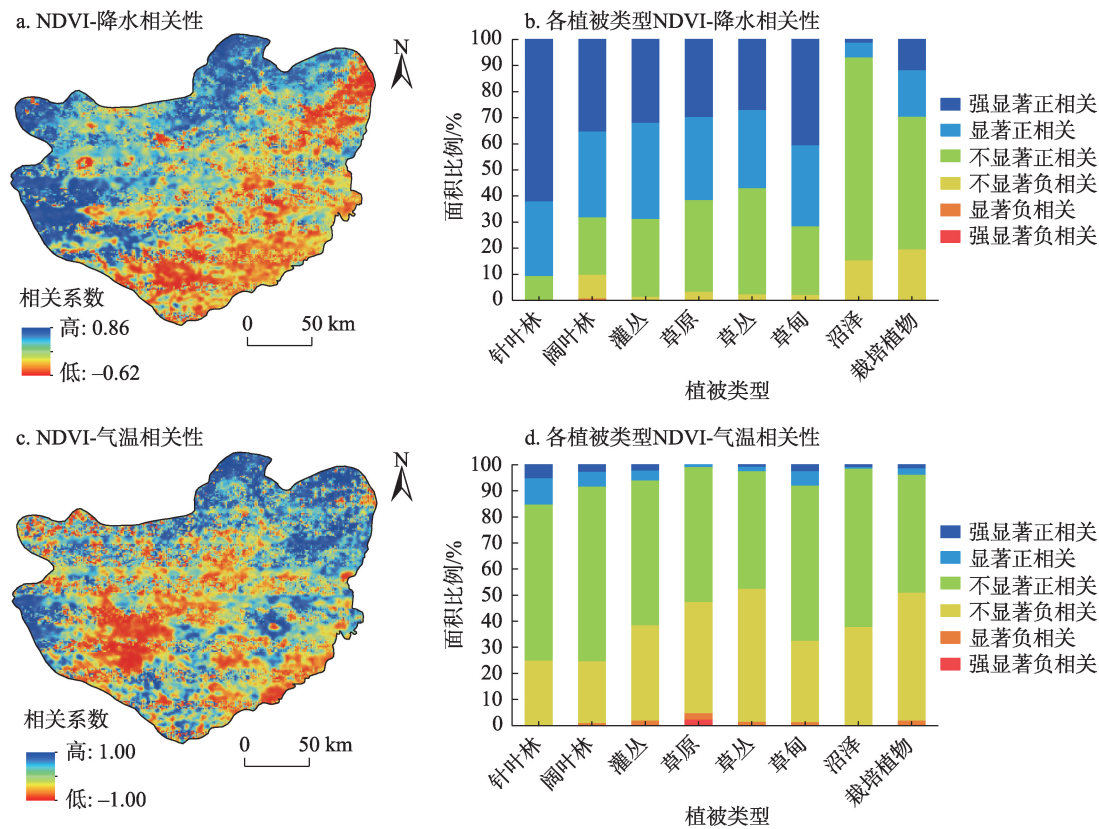 a. NDVI-降水相关性
N
相关系数
高: 0.86
低: –0.62
0 50 km
b. 各植被类型NDVI-降水相关性
面积比例/%
100
90
80
70
60
50
40
30
20
10
0
针叶林 阔叶林 灌丛 草原 草丛 草甸 沼泽 栽培植物
植被类型
强显著正相关
显著正相关
不显著正相关
不显著负相关
显著负相关
强显著负相关
c. NDVI-气温相关性
N
相关系数
高: 1.00
低: –1.00
0 50 km
d. 各植被类型NDVI-气温相关性
面积比例/%
100
90
80
70
60
50
40
30
20
10
0
针叶林 阔叶林 灌丛 草原 草丛 草甸 沼泽 栽培植物
植被类型
强显著正相关
显著正相关
不显著正相关
不显著负相关
显著负相关
强显著负相关